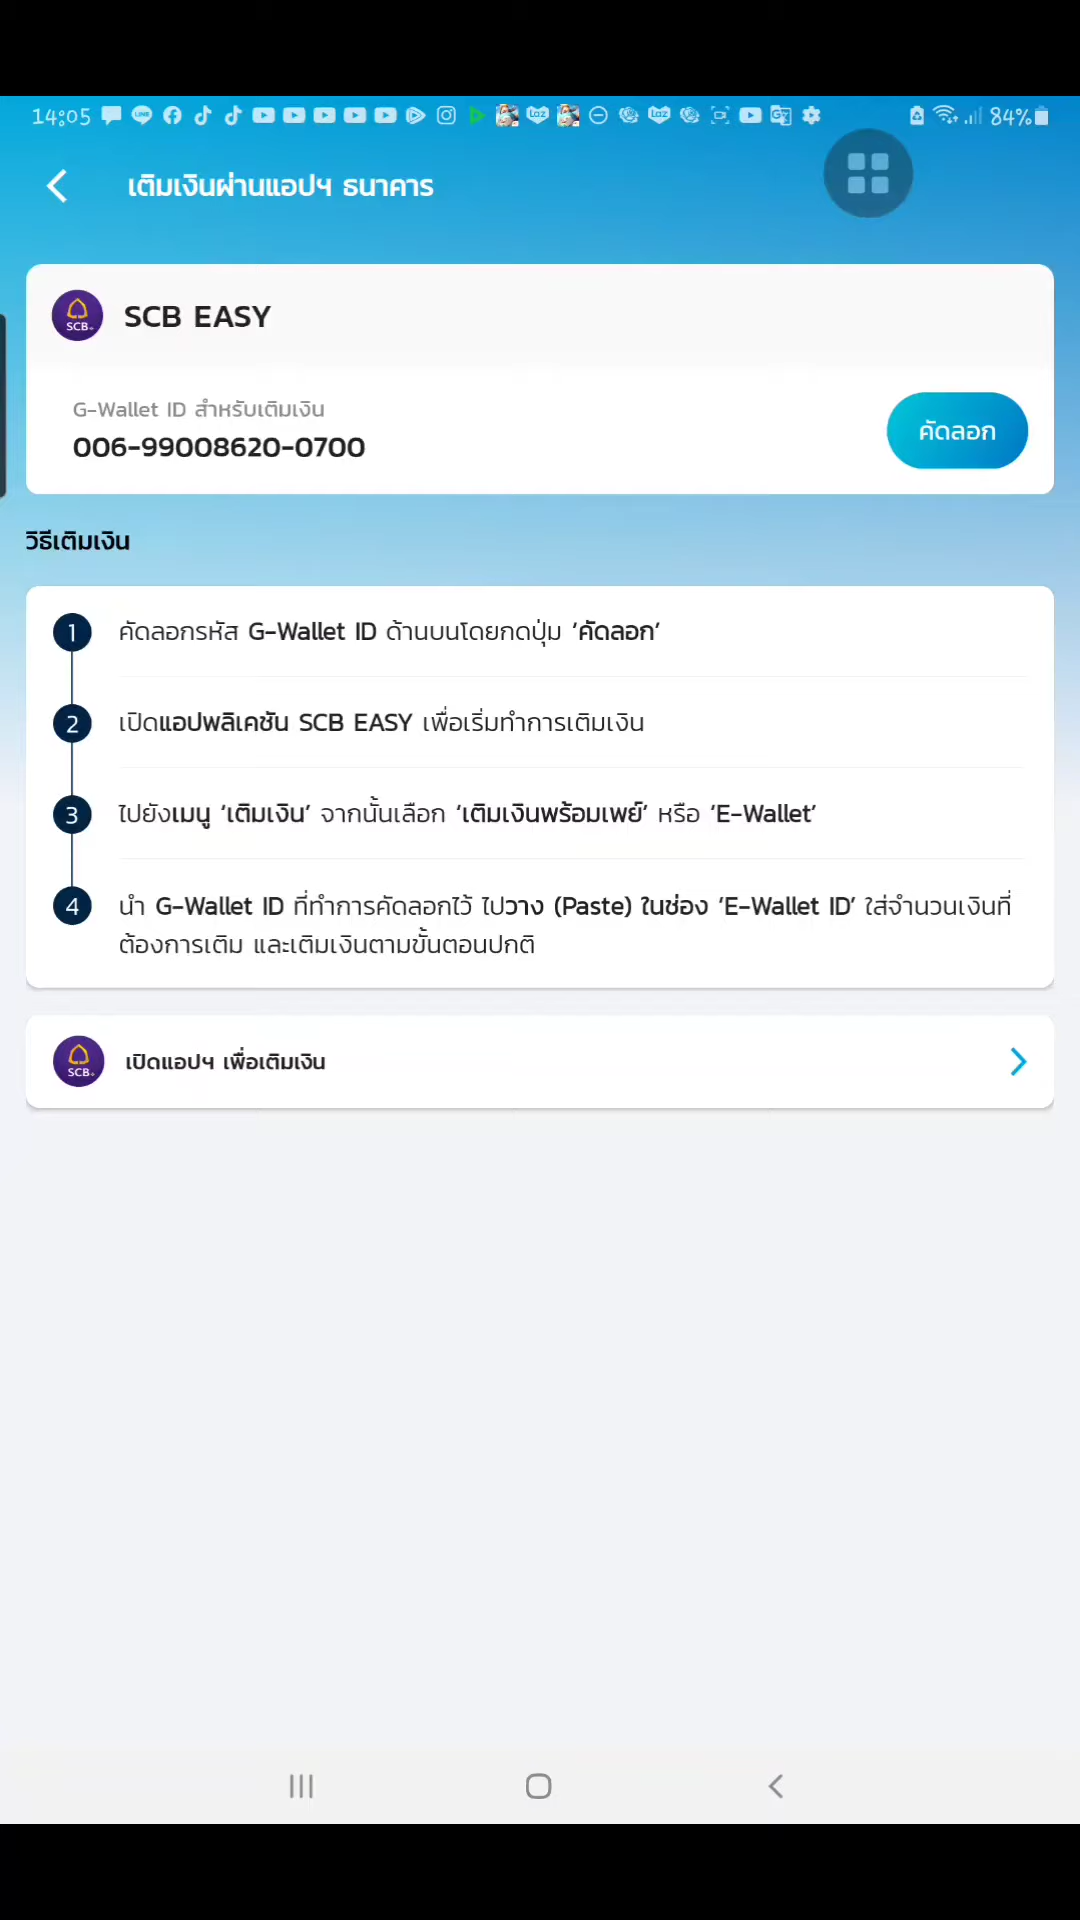 14:05
84%
เติมเงินผ่านแอปฯ ธนาคาร
SCB
SCB EASY
G-Wallet ID สำหรับเติมเงิน
006-99008620-0700
คัดลอก
วิธีเติมเงิน
1 คัดลอกรหัส G-Wallet ID ด้านบนโดยกดปุ่ม ‘คัดลอก’
2 เปิดแอปพลิเคชัน SCB EASY เพื่อเริ่มทำการเติมเงิน
3 ไปยังเมนู ‘เติมเงิน’ จากนั้นเลือก ‘เติมเงินพร้อมเพย์’ หรือ ‘E-Wallet’
4 นำ G-Wallet ID ที่ทำการคัดลอกไว้ ไปวาง (Paste) ในช่อง ‘E-Wallet ID’ ใส่จำนวนเงินที่
ต้องการเติม และเติมเงินตามขั้นตอนปกติ
SCB
เปิดแอปฯ เพื่อเติมเงิน